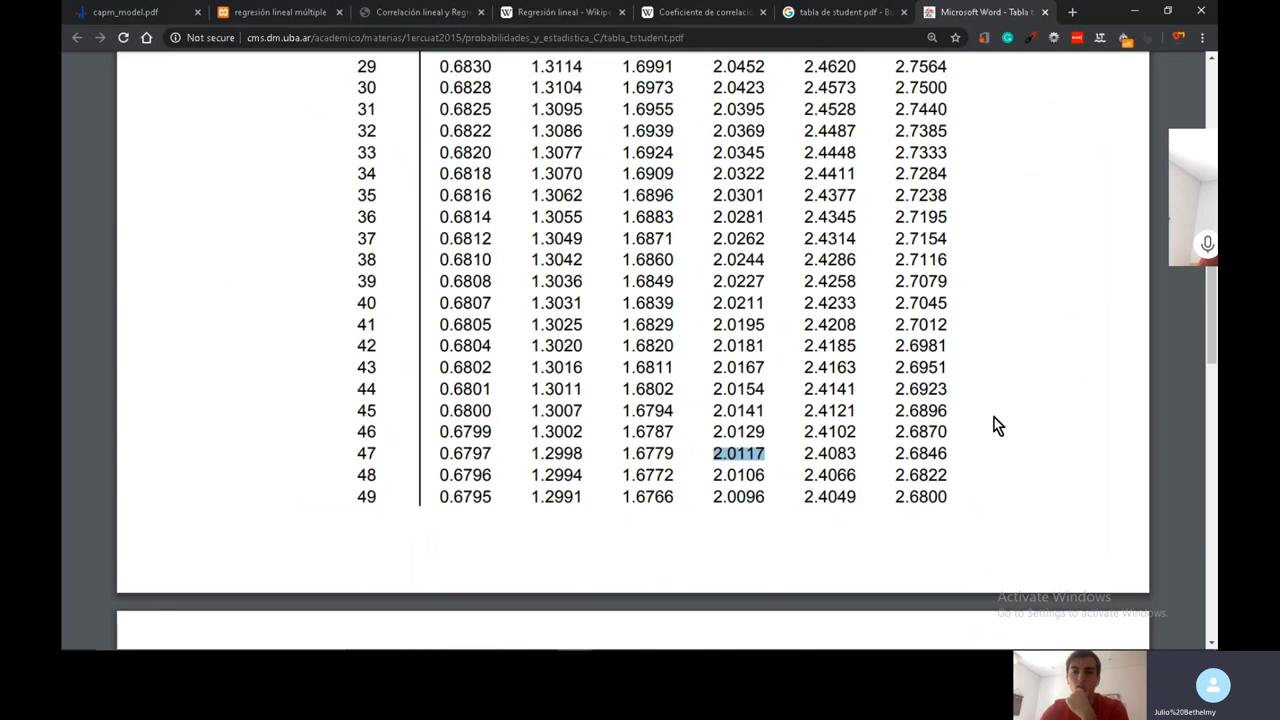 capm_model.pdf
regresión lineal múltiple
Correlación lineal y Regr
Regresión lineal - Wikipe
Coeficiente de correlació
tabla de student pdf - Bu
Microsoft Word - Tabla t
Not secure | cms.dm.uba.ar/academico/materias/1ercuat2015/probabilidades_y_estadistica_C/tabla_tstudent.pdf
29 0.6830 1.3114 1.6991 2.0452 2.4620 2.7564
30 0.6828 1.3104 1.6973 2.0423 2.4573 2.7500
31 0.6825 1.3095 1.6955 2.0395 2.4528 2.7440
32 0.6822 1.3086 1.6939 2.0369 2.4487 2.7385
33 0.6820 1.3077 1.6924 2.0345 2.4448 2.7333
34 0.6818 1.3070 1.6909 2.0322 2.4411 2.7284
35 0.6816 1.3062 1.6896 2.0301 2.4377 2.7238
36 0.6814 1.3055 1.6883 2.0281 2.4345 2.7195
37 0.6812 1.3049 1.6871 2.0262 2.4314 2.7154
38 0.6810 1.3042 1.6860 2.0244 2.4286 2.7116
39 0.6808 1.3036 1.6849 2.0227 2.4258 2.7079
40 0.6807 1.3031 1.6839 2.0211 2.4233 2.7045
41 0.6805 1.3025 1.6829 2.0195 2.4208 2.7012
42 0.6804 1.3020 1.6820 2.0181 2.4185 2.6981
43 0.6802 1.3016 1.6811 2.0167 2.4163 2.6951
44 0.6801 1.3011 1.6802 2.0154 2.4141 2.6923
45 0.6800 1.3007 1.6794 2.0141 2.4121 2.6896
46 0.6799 1.3002 1.6787 2.0129 2.4102 2.6870
47 0.6797 1.2998 1.6779 2.0117 2.4083 2.6846
48 0.6796 1.2994 1.6772 2.0106 2.4066 2.6822
49 0.6795 1.2991 1.6766 2.0096 2.4049 2.6800
Activate Windows
Go to Settings to activate Windows.
Julio%20Bethelmy